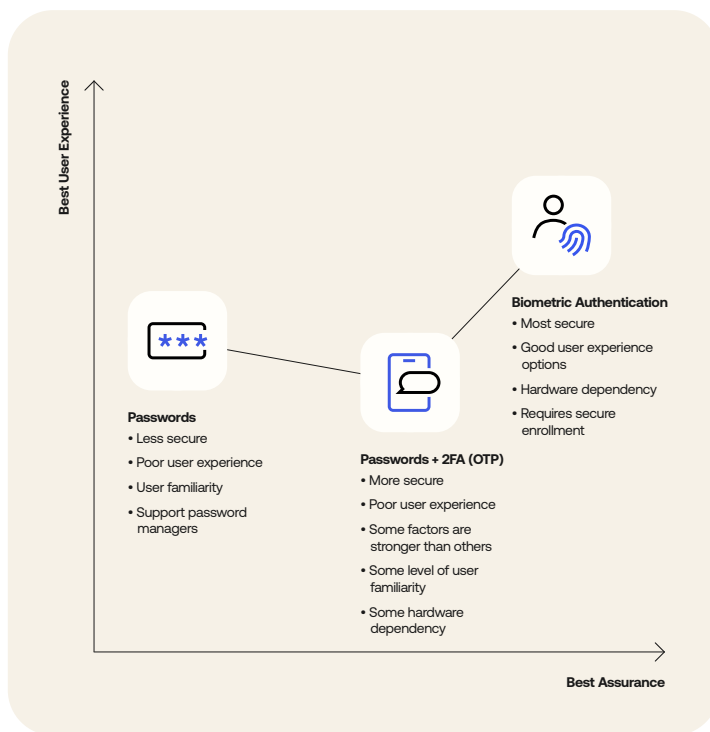 Best User Experience
***
Passwords
• Less secure
• Poor user experience
• User familiarity
• Support password
managers
Passwords + 2FA (OTP)
• More secure
• Poor user experience
• Some factors are
stronger than others
• Some level of user
familiarity
• Some hardware
dependency
Biometric Authentication
• Most secure
• Good user experience
options
• Hardware dependency
• Requires secure
enrollment
Best Assurance